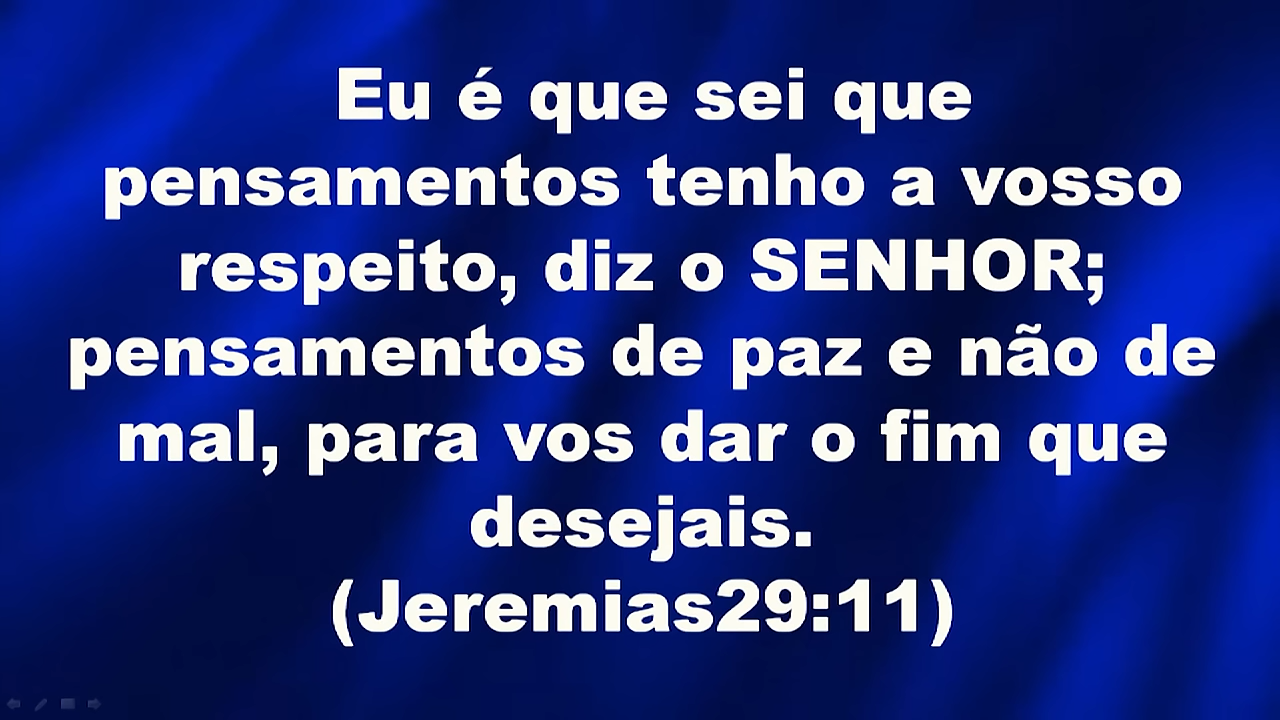 Eu é que sei que
pensamentos tenho a vosso
respeito, diz o SENHOR;
pensamentos de paz e não de
mal, para vos dar o fim que
desejais.
(Jeremias29:11)